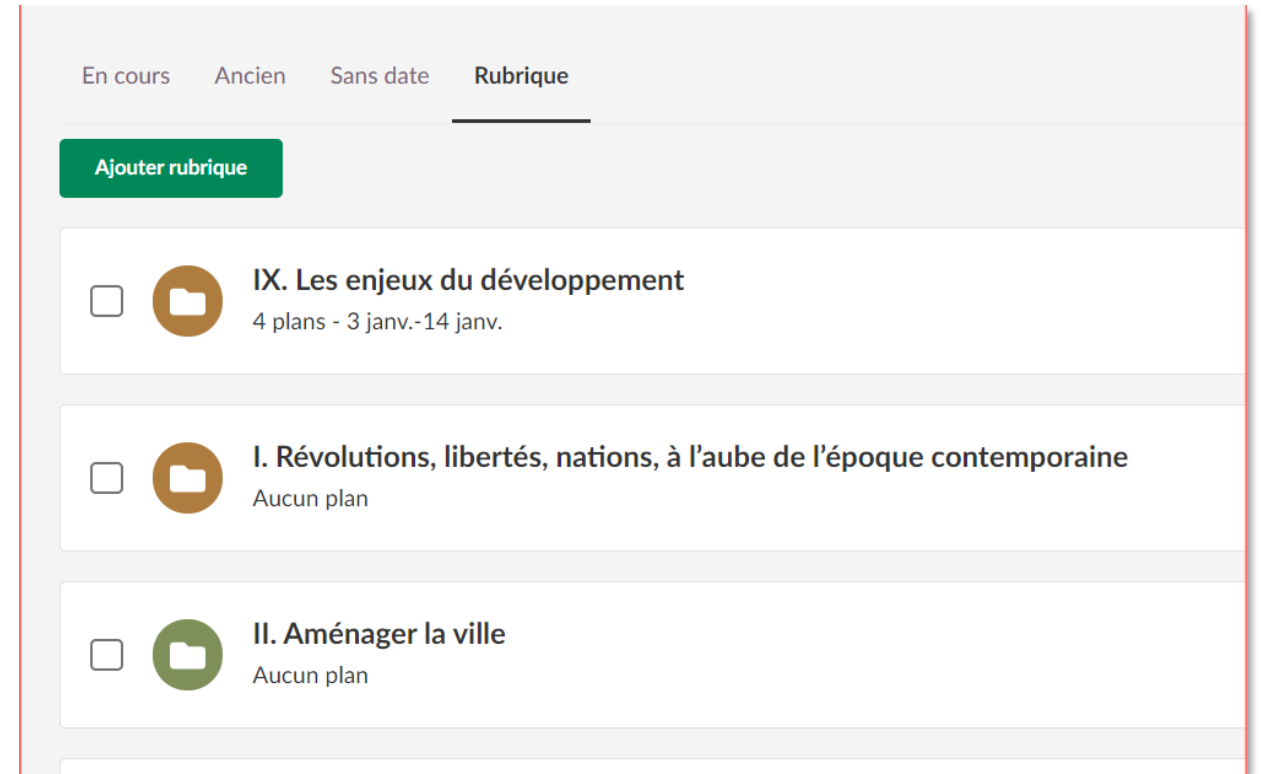 En cours Ancien Sans date Rubrique
Ajouter rubrique
IX. Les enjeux du développement
4 plans - 3 janv.-14 janv.
I. Révolutions, libertés, nations, à l’aube de l’époque contemporaine
Aucun plan
II. Aménager la ville
Aucun plan